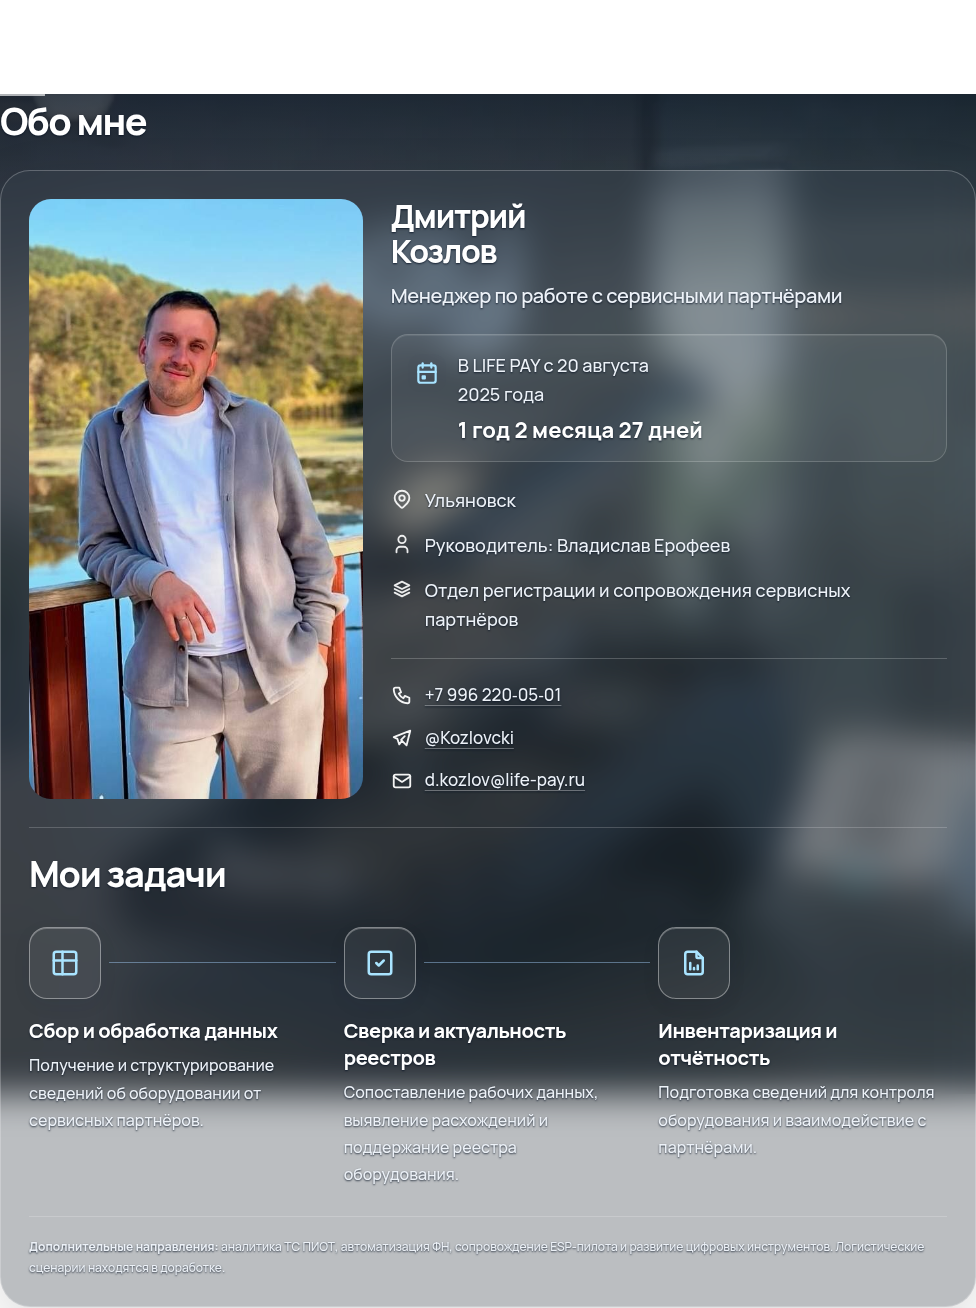 Обо мне
Дмитрий
Козлов
Менеджер по работе с сервисными партнёрами
В LIFE PAY с 20 августа
2025 года
1 год 2 месяца 27 дней
Ульяновск
Руководитель: Владислав Ерофеев
Отдел регистрации и сопровождения сервисных
партнёров
+7 996 220-05-01
@Kozlovcki
d.kozlov@life-pay.ru
Мои задачи
Сбор и обработка данных
Получение и структурирование
сведений об оборудовании от
сервисных партнёров.
Сверка и актуальность
реестров
Сопоставление рабочих данных,
выявление расхождений и
поддержание реестра
оборудования.
Инвентаризация и
отчётность
Подготовка сведений для контроля
оборудования и взаимодействие с
партнёрами.
Дополнительные направления: аналитика ТС ПИОТ, автоматизация ФН, сопровождение ESP-пилота и развитие цифровых инструментов. Логистические
сценарии находятся в доработке.